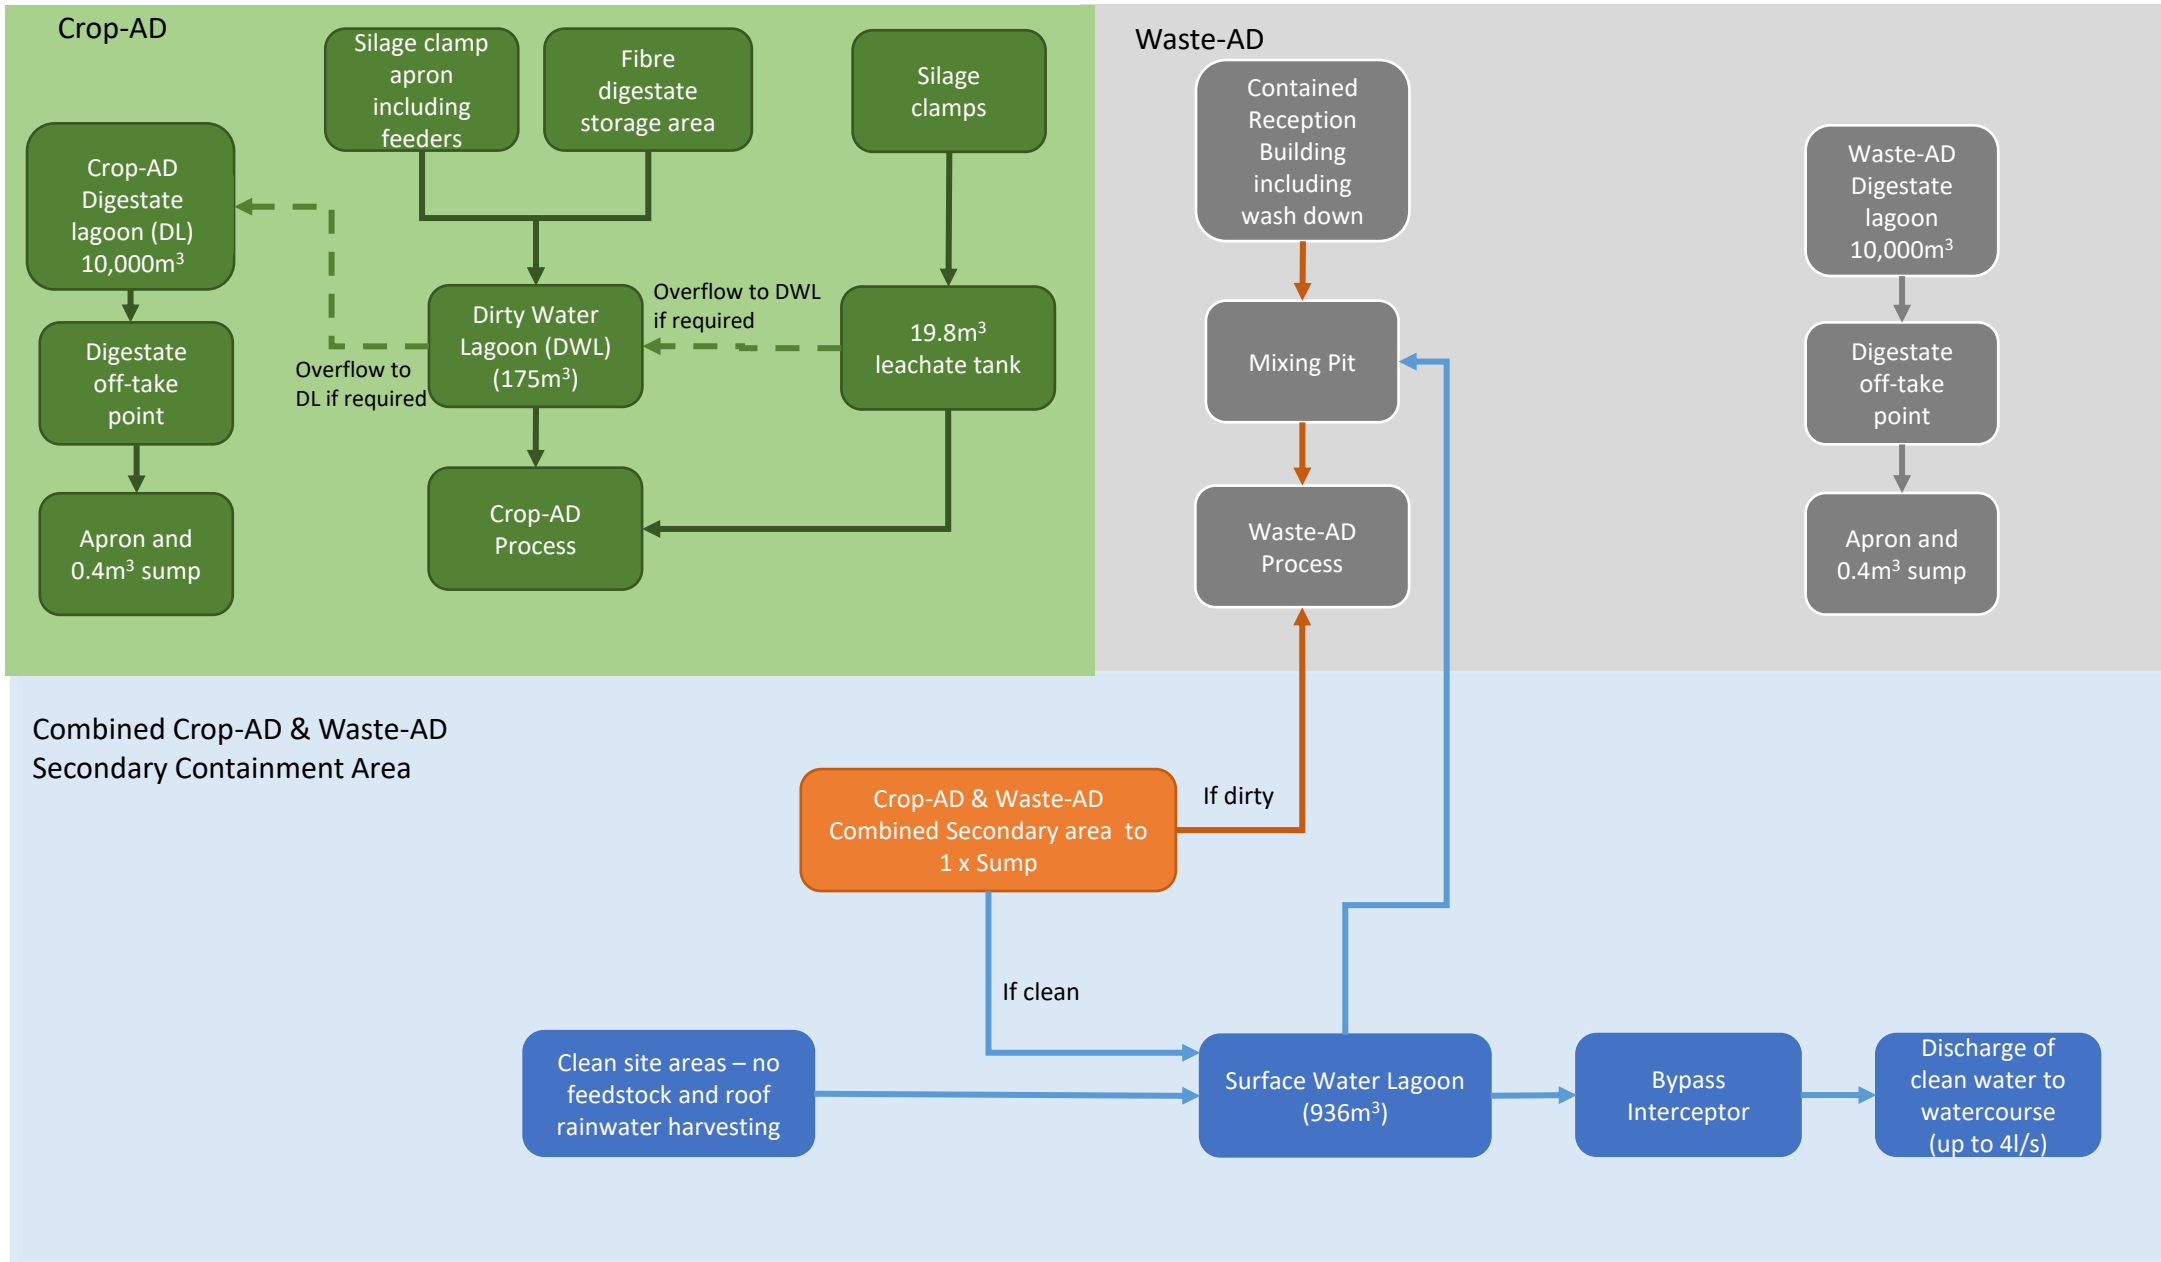 Crop-AD
Silage clamp
apron
including
feeders
Fibre
digestate
storage area
Silage
clamps
Crop-AD
Digestate
lagoon (DL)
10,000m³
Digestate
off-take
point
Apron and
0.4m³ sump
Overflow to
DL if required
Dirty Water
Lagoon (DWL)
(175m³)
Overflow to DWL
if required
19.8m³
leachate tank
Crop-AD
Process
Waste-AD
Contained
Reception
Building
including
wash down
Mixing Pit
Waste-AD
Process
Waste-AD
Digestate
lagoon
10,000m³
Digestate
off-take
point
Apron and
0.4m³ sump
Combined Crop-AD & Waste-AD
Secondary Containment Area
Crop-AD & Waste-AD
Combined Secondary area to
1 x Sump
If dirty
If clean
Clean site areas – no
feedstock and roof
rainwater harvesting
Surface Water Lagoon
(936m³)
Bypass
Interceptor
Discharge of
clean water to
watercourse
(up to 4l/s)